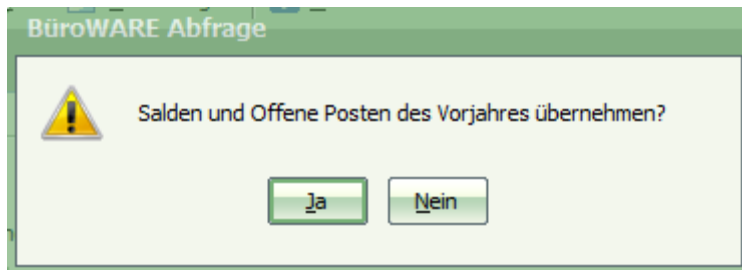 BüroWARE Abfrage
Salden und Offene Posten des Vorjahres übernehmen?
Ja
Nein